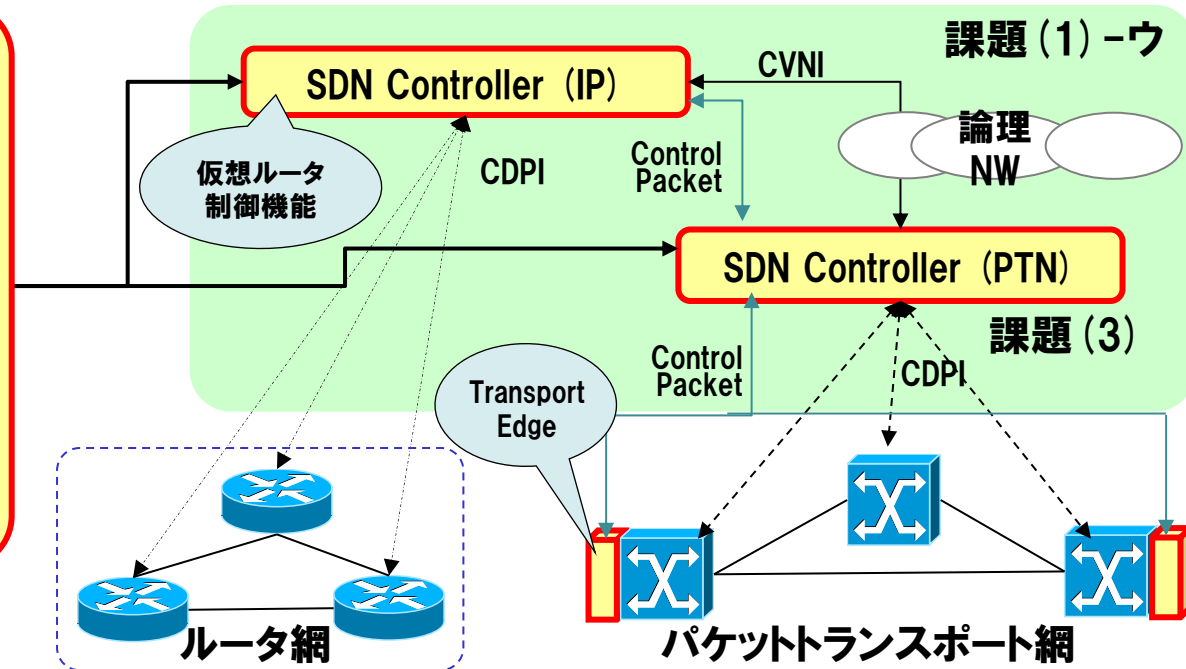 課題(1)-ウ
SDN Controller (IP)
CVNI
論理
NW
Control
Packet
CDPI
仮想ルータ
制御機能
SDN Controller (PTN)
課題(3)
Control
Packet
CDPI
Transport
Edge
ルータ網
パケットトランスポート網